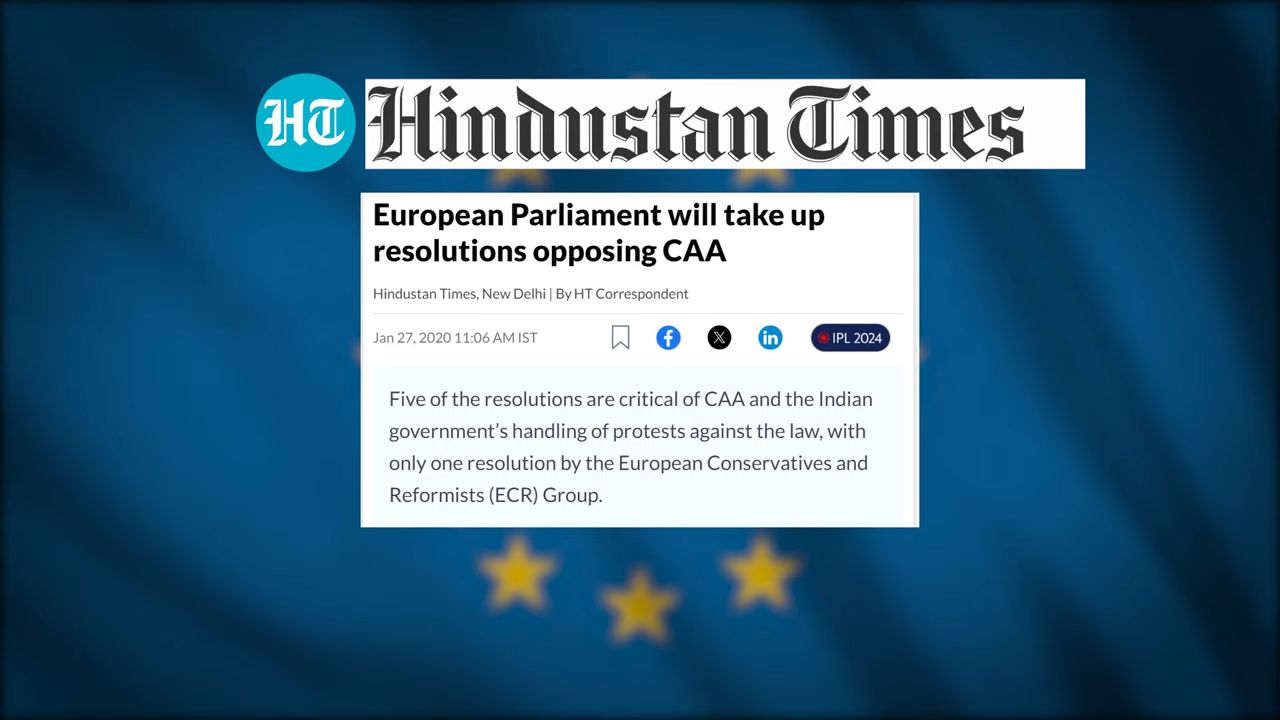 HT Hindustan Times
European Parliament will take up
resolutions opposing CAA
Hindustan Times, New Delhi | By HT Correspondent
Jan 27, 2020 11:06 AM IST IPL 2024
Five of the resolutions are critical of CAA and the Indian
government’s handling of protests against the law, with
only one resolution by the European Conservatives and
Reformists (ECR) Group.